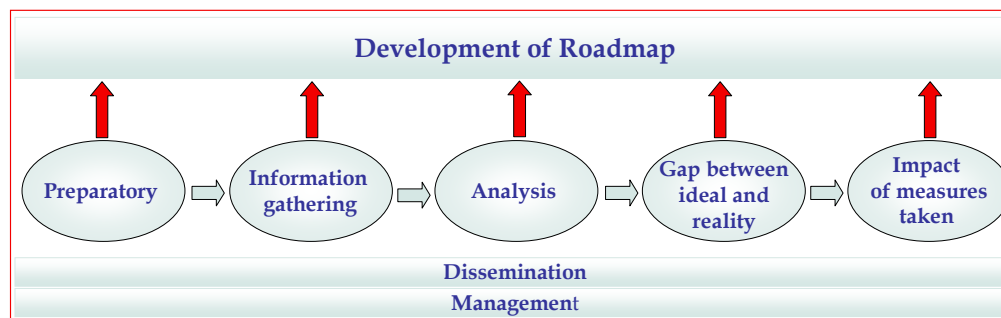 Development of Roadmap
Preparatory
Information
gathering
Analysis
Gap between
ideal and
reality
Impact
of measures
taken
Dissemination
Management